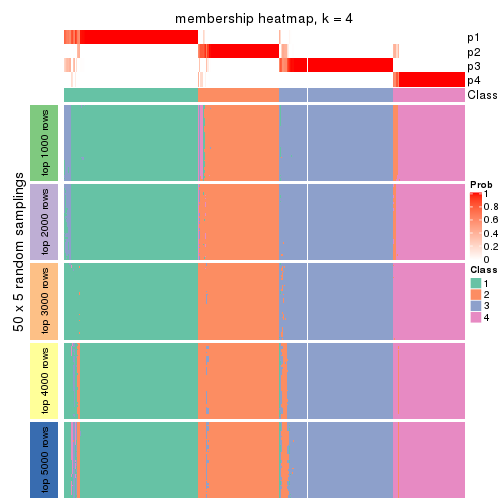 membership heatmap, k = 4
p1
p2
p3
p4
Class
50 x 5 random samplings
top 1000 rows
top 2000 rows
top 3000 rows
top 4000 rows
top 5000 rows
Prob
1
0.8
0.6
0.4
0.2
0
Class
1
2
3
4